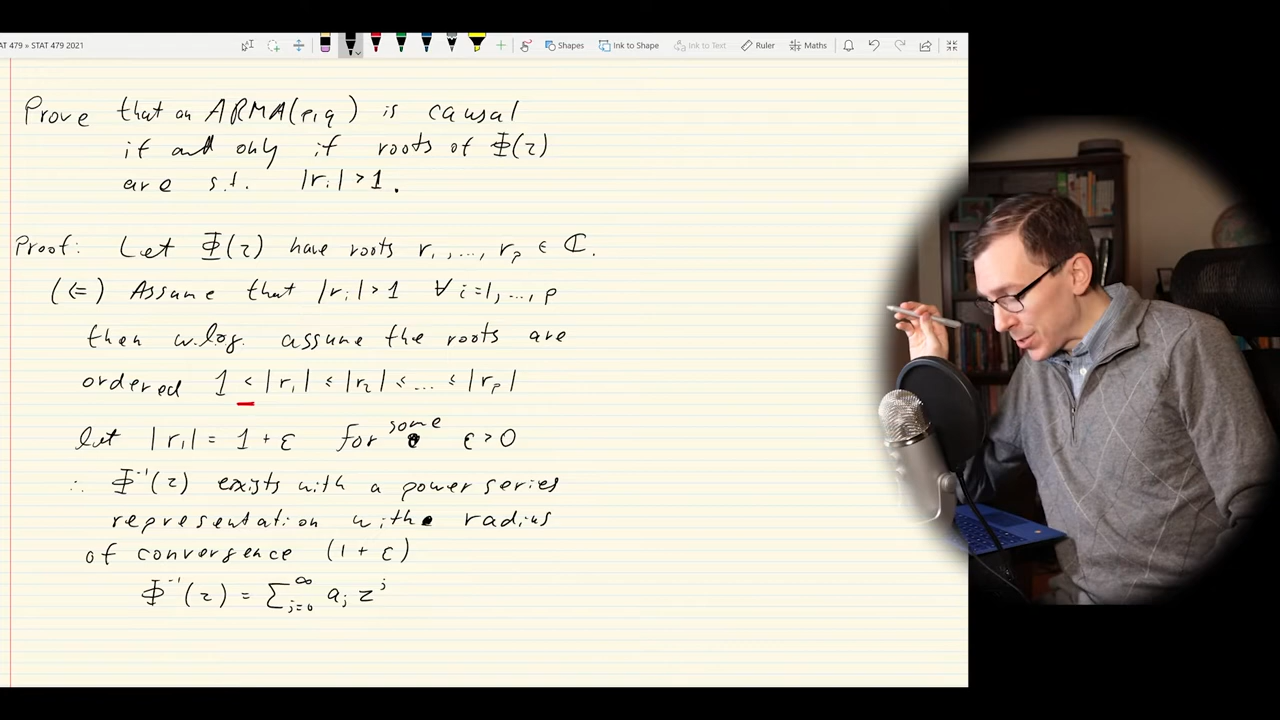 AT 479 > STAT 479 2021
Shapes
Ink to Shape
Ink to Text
Ruler
Maths
Prove that an ARMA(p,q) is causal
if and only if roots of Φ(z)
are s.t. |rᵢ| > 1.
Proof: Let Φ(z) have roots r₁, ..., rₚ ∈ ℂ.
(⇐) Assume that |rᵢ| > 1 ∀ i=1, ..., p
then w.log. assume the roots are
ordered 1 < |r₁| ≤ |r₂| ≤ ... ≤ |rₚ|
let |r₁| = 1 + ε for some ε > 0
∴ Φ⁻¹(z) exists with a power series
representation with radius
of convergence (1 + ε)
Φ⁻¹(z) = Σ_{j=0}^{∞} aⱼ zʲ